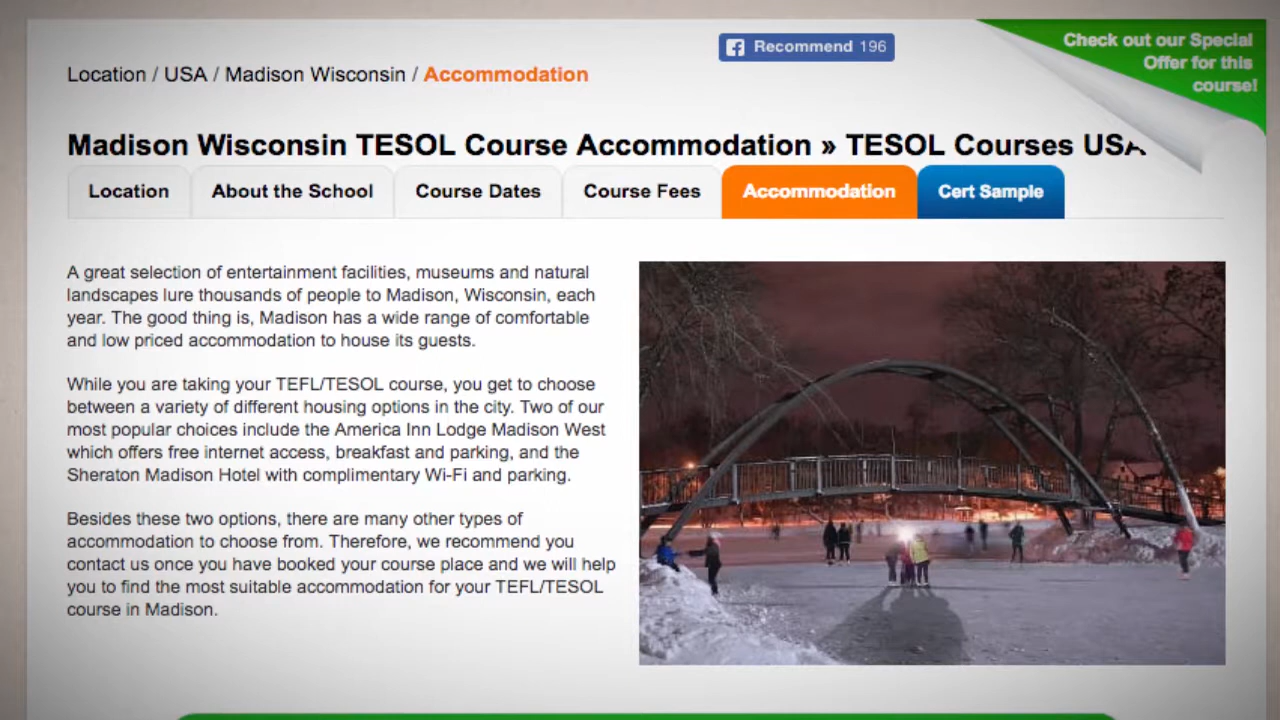 Recommend 196
Check out our Special
Offer for this
course!
Location / USA / Madison Wisconsin / Accommodation
Madison Wisconsin TESOL Course Accommodation » TESOL Courses USA
Location
About the School
Course Dates
Course Fees
Accommodation
Cert Sample
A great selection of entertainment facilities, museums and natural
landscapes lure thousands of people to Madison, Wisconsin, each
year. The good thing is, Madison has a wide range of comfortable
and low priced accommodation to house its guests.
While you are taking your TEFL/TESOL course, you get to choose
between a variety of different housing options in the city. Two of our
most popular choices include the America Inn Lodge Madison West
which offers free internet access, breakfast and parking, and the
Sheraton Madison Hotel with complimentary Wi-Fi and parking.
Besides these two options, there are many other types of
accommodation to choose from. Therefore, we recommend you
contact us once you have booked your course place and we will help
you to find the most suitable accommodation for your TEFL/TESOL
course in Madison.